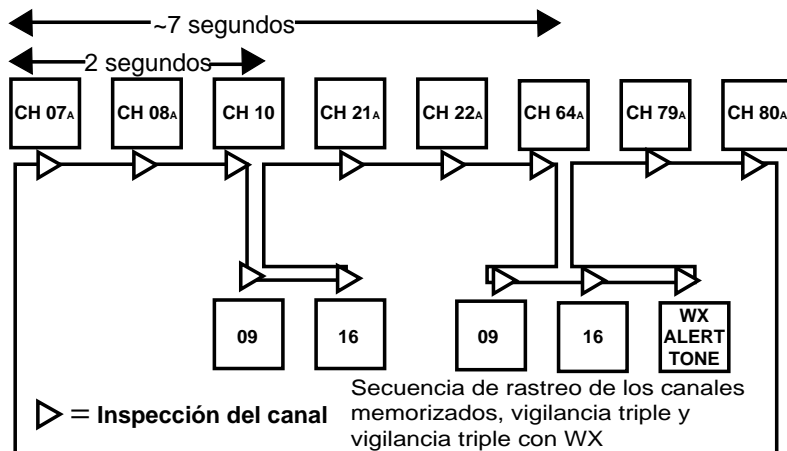 ~7 segundos
2 segundos
CH 07A CH 08A CH 10 CH 21A CH 22A CH 64A CH 79A CH 80A
09 16 09 16 WX
ALERT
TONE
= Inspección del canal
Secuencia de rastreo de los canales
memorizados, vigilancia triple y
vigilancia triple con WX